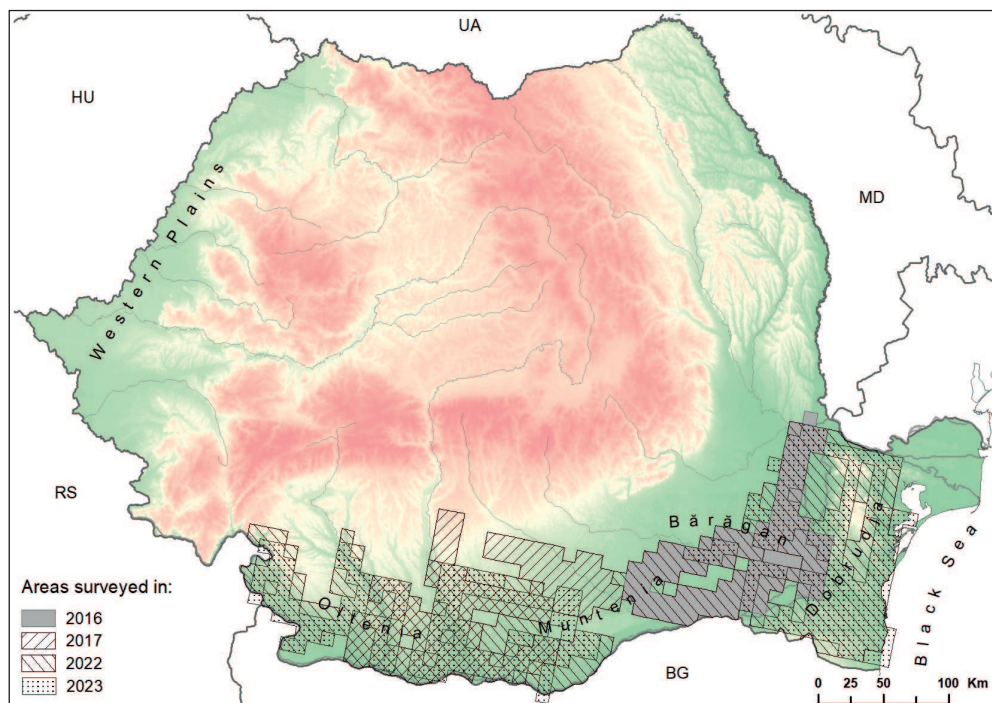 UA
HU
MD
Western Plains
RS
Bărăgan
Dobrudja
Muntenia
Oltenia
Black Sea
BG
Areas surveyed in:
2016
2017
2022
2023
0 25 50 100 Km